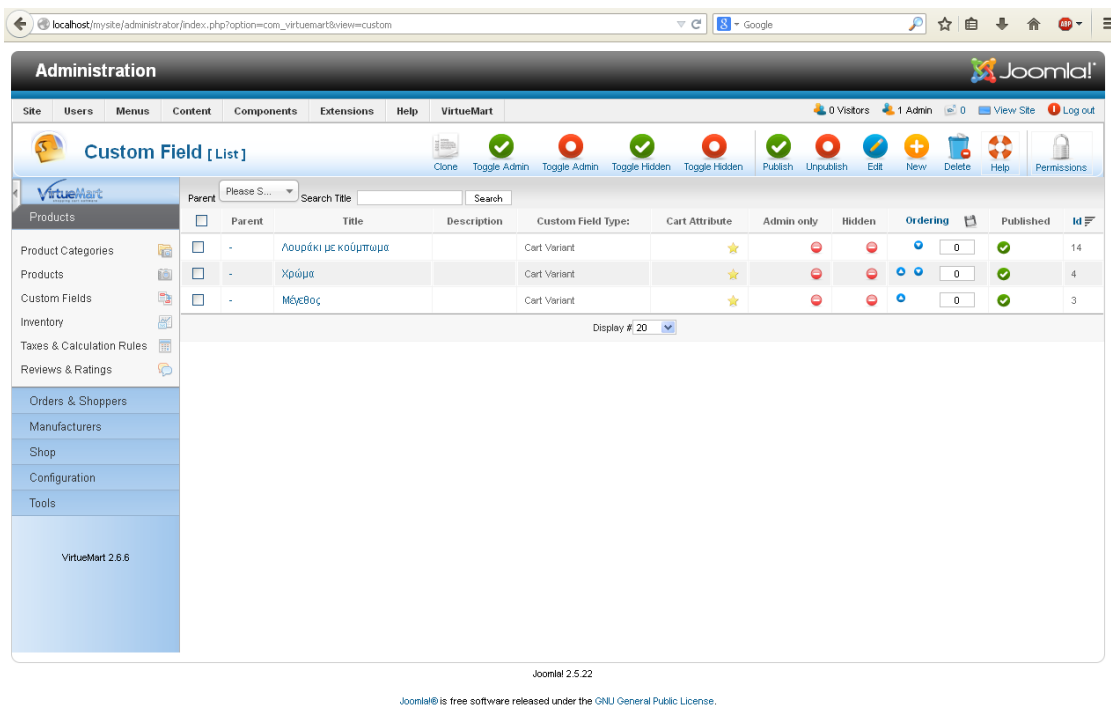 localhost/mysite/administrator/index.php?option=com_virtuemart&view=custom
Google
ABP
Administration
Joomla!
Site Users Menus Content Components Extensions Help VirtueMart 0 Visitors 1 Admin 0 View Site Log out
Custom Field [ List ]
Clone Toggle Admin Toggle Admin Toggle Hidden Toggle Hidden Publish Unpublish Edit New Delete Help Permissions
VirtueMart
Parent Please S... Search Title Search
Products
Parent Title Description Custom Field Type: Cart Attribute Admin only Hidden Ordering Published Id
Λουράκι με κούμπωμα Cart Variant 0 14
- Χρώμα Cart Variant 0 4
- Μέγεθος Cart Variant 0 3
Display # 20
Product Categories
Products
Custom Fields
Inventory
Taxes & Calculation Rules
Reviews & Ratings
Orders & Shoppers
Manufacturers
Shop
Configuration
Tools
VirtueMart 2.6.6
Joomla! 2.5.22
Joomla!® is free software released under the GNU General Public License.